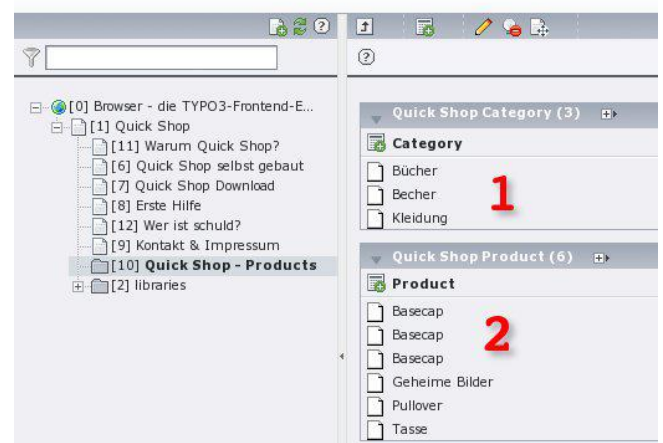 [0] Browser - die TYPO3-Frontend-E...
[1] Quick Shop
[11] Warum Quick Shop?
[6] Quick Shop selbst gebaut
[7] Quick Shop Download
[8] Erste Hilfe
[12] Wer ist schuld?
[9] Kontakt & Impressum
[10] Quick Shop - Products
[2] libraries
Quick Shop Category (3)
Category
Bücher
Becher
Kleidung
1
Quick Shop Product (6)
Product
Basecap
Basecap
Basecap
Geheime Bilder
Pullover
Tasse
2